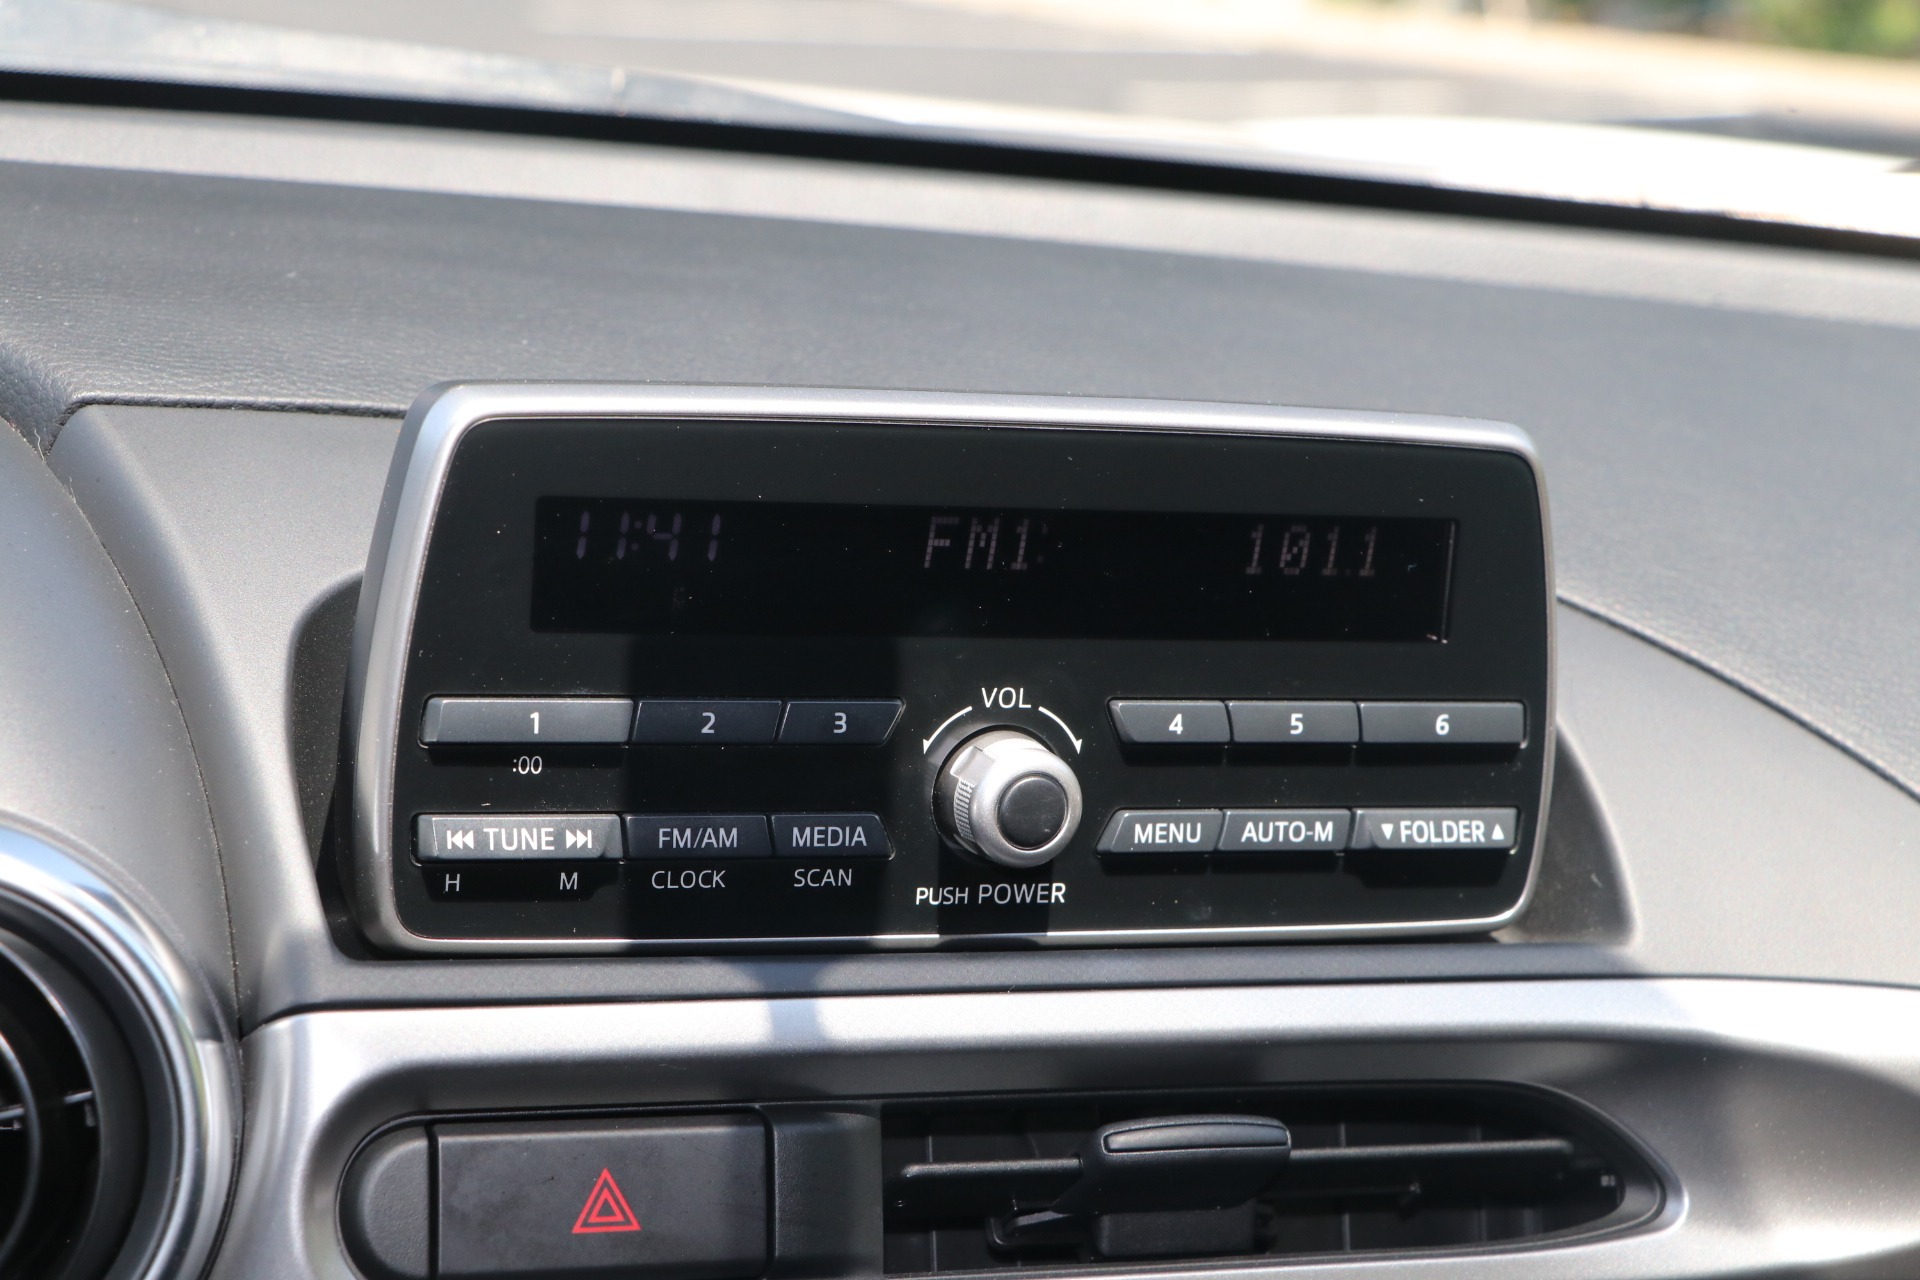 11:41 FM1 101.1
VOL
1 2 3 4 5 6
:00
⏮ TUNE ⏭ FM/AM MEDIA MENU AUTO-M ▼ FOLDER ▲
H M CLOCK SCAN
PUSH POWER